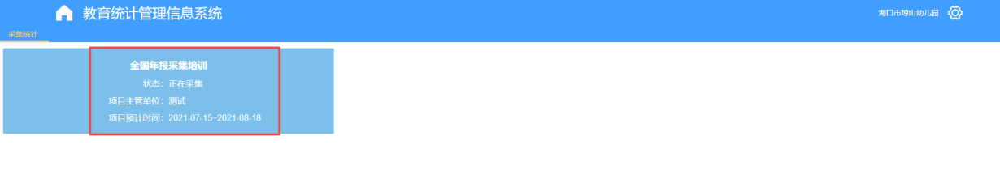 教育统计管理信息系统
海口市琼山幼儿园
采集统计
全国年报采集培训
状态：正在采集
项目主管单位：测试
项目预计时间：2021-07-15~2021-08-18